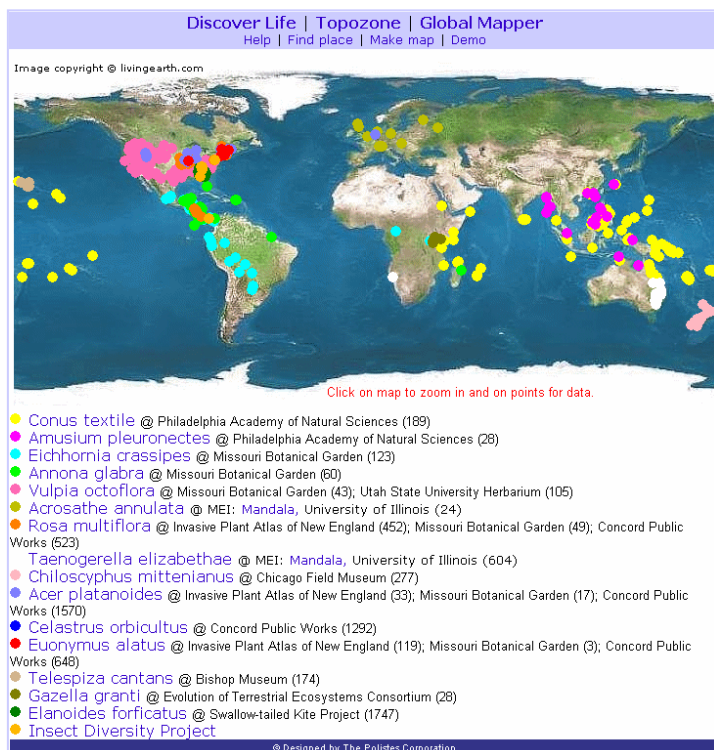 Discover Life | Topozone | Global Mapper
Help | Find place | Make map | Demo
Image copyright © livingearth.com
Click on map to zoom in and on points for data.
Conus textile @ Philadelphia Academy of Natural Sciences (189)
Amusium pleuronectes @ Philadelphia Academy of Natural Sciences (28)
Eichhornia crassipes @ Missouri Botanical Garden (123)
Annona glabra @ Missouri Botanical Garden (60)
Vulpia octoflora @ Missouri Botanical Garden (43); Utah State University Herbarium (105)
Acrosathe annulata @ MEI: Mandala, University of Illinois (24)
Rosa multiflora @ Invasive Plant Atlas of New England (452); Missouri Botanical Garden (49); Concord Public
Works (523)
Taenogerella elizabethae @ MEI: Mandala, University of Illinois (604)
Chiloscyphus mittenianus @ Chicago Field Museum (277)
Acer platanoides @ Invasive Plant Atlas of New England (33); Missouri Botanical Garden (17); Concord Public
Works (1570)
Celastrus orbicultus @ Concord Public Works (1292)
Euonymus alatus @ Invasive Plant Atlas of New England (119); Missouri Botanical Garden (3); Concord Public
Works (648)
Telespiza cantans @ Bishop Museum (174)
Gazella granti @ Evolution of Terrestrial Ecosystems Consortium (28)
Elanoides forficatus @ Swallow-tailed Kite Project (1747)
Insect Diversity Project
© Designed by The Polistes Corporation